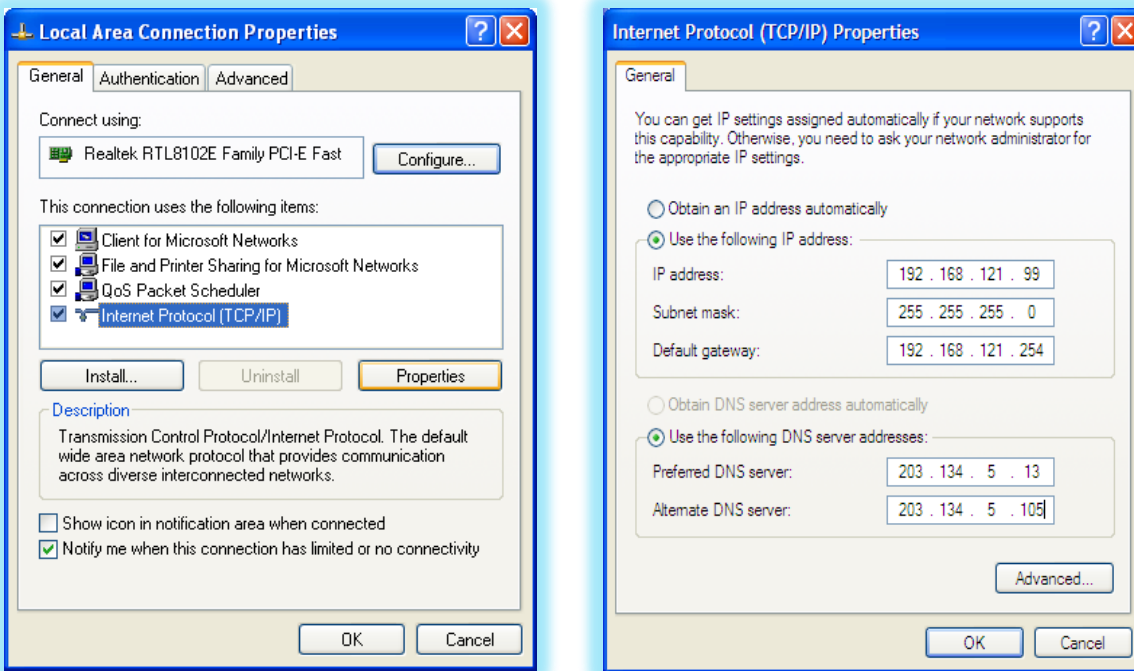 Local Area Connection Properties
General
Authentication
Advanced
Connect using:
Realtek RTL8102E Family PCI-E Fast
Configure...
This connection uses the following items:
Client for Microsoft Networks
File and Printer Sharing for Microsoft Networks
QoS Packet Scheduler
Internet Protocol (TCP/IP)
Install...
Uninstall
Properties
Description
Transmission Control Protocol/Internet Protocol. The default
wide area network protocol that provides communication
across diverse interconnected networks.
Show icon in notification area when connected
Notify me when this connection has limited or no connectivity
OK
Cancel
Internet Protocol (TCP/IP) Properties
General
You can get IP settings assigned automatically if your network supports
this capability. Otherwise, you need to ask your network administrator for
the appropriate IP settings.
Obtain an IP address automatically
Use the following IP address:
IP address: 192 . 168 . 121 . 99
Subnet mask: 255 . 255 . 255 . 0
Default gateway: 192 . 168 . 121 . 254
Obtain DNS server address automatically
Use the following DNS server addresses:
Preferred DNS server: 203 . 134 . 5 . 13
Alternate DNS server: 203 . 134 . 5 . 105
Advanced...
OK
Cancel